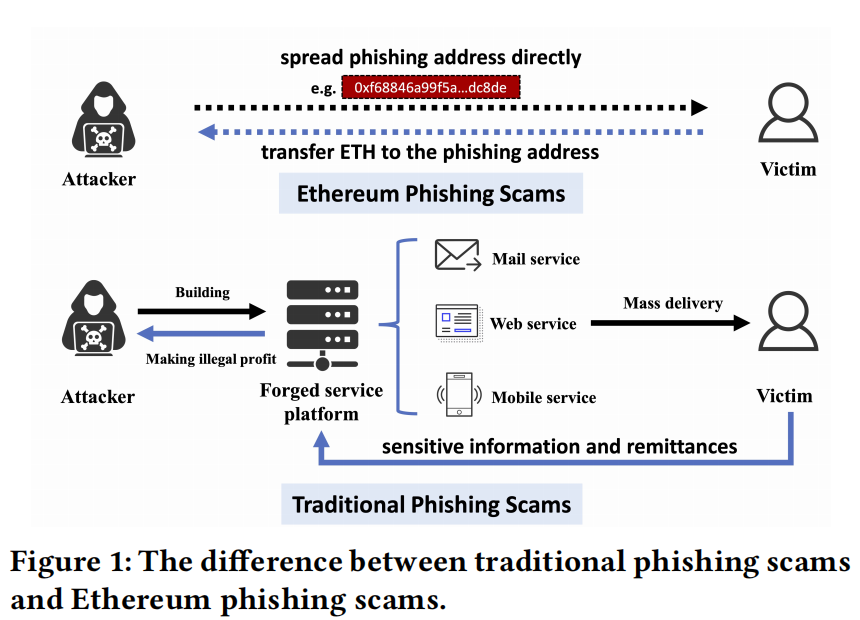 spread phishing address directly
e.g. 0xf68846a99f5a...dc8de
transfer ETH to the phishing address
Attacker
Victim
Ethereum Phishing Scams
Mail service
Building
Web service
Mass delivery
Making illegal profit
Attacker
Forged service
platform
Mobile service
Victim
sensitive information and remittances
Traditional Phishing Scams
Figure 1: The difference between traditional phishing scams
and Ethereum phishing scams.